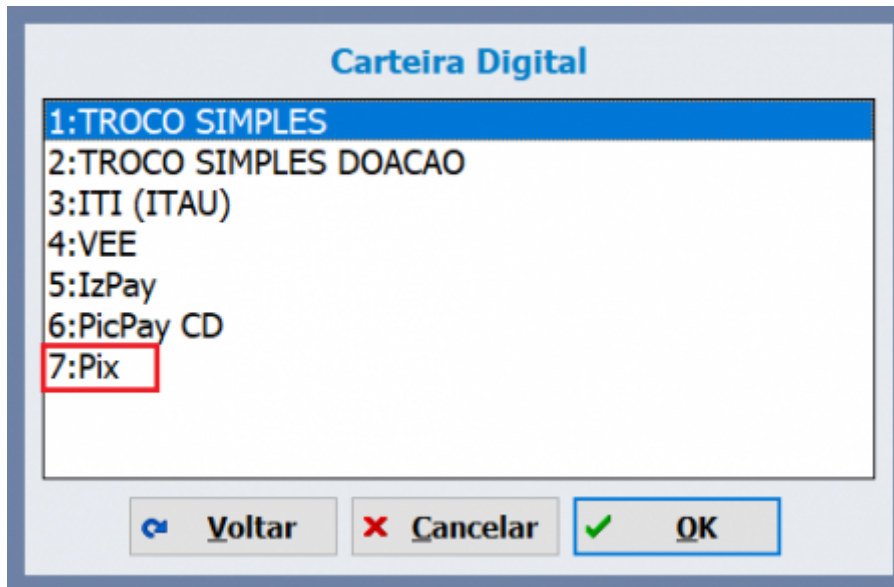 Carteira Digital
1:TROCO SIMPLES
2:TROCO SIMPLES DOACAO
3:ITI (ITAU)
4:VEE
5:IzPay
6:PicPay CD
7:Pix
Voltar
Cancelar
OK